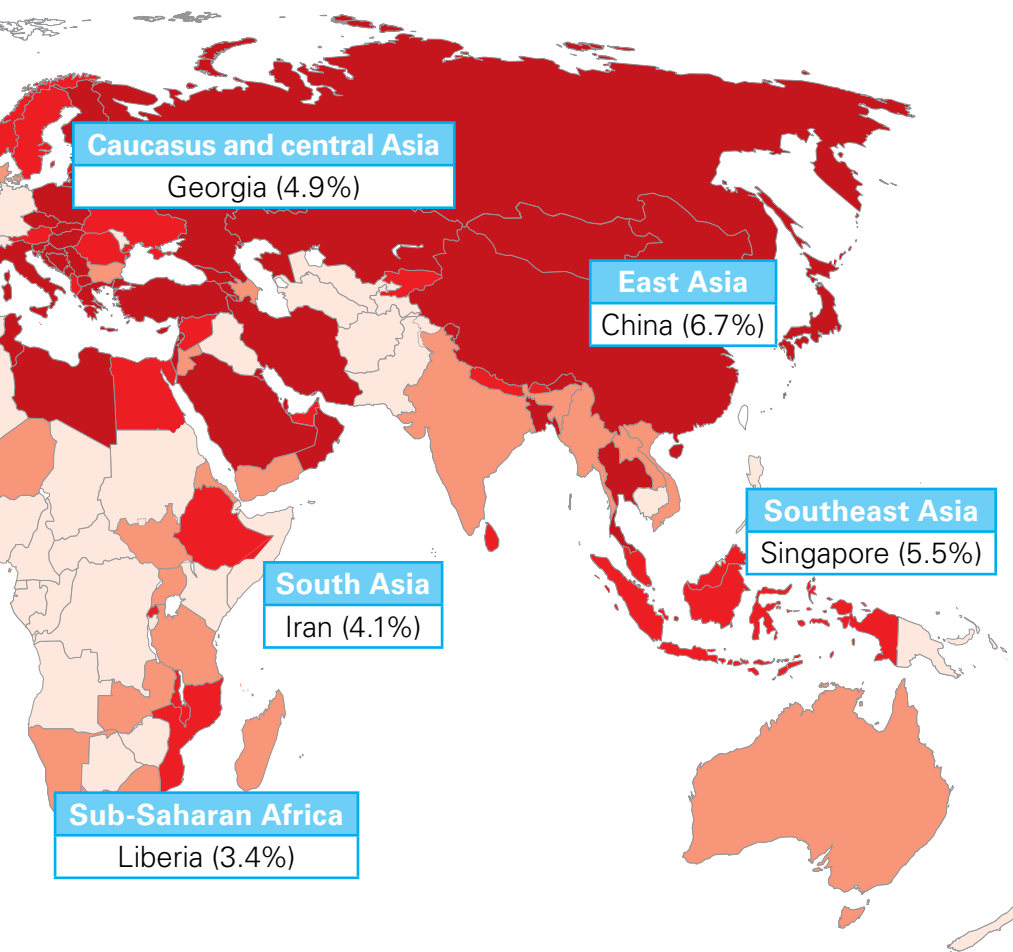 Caucasus and central Asia
Georgia (4.9%)
East Asia
China (6.7%)
Southeast Asia
Singapore (5.5%)
South Asia
Iran (4.1%)
Sub-Saharan Africa
Liberia (3.4%)